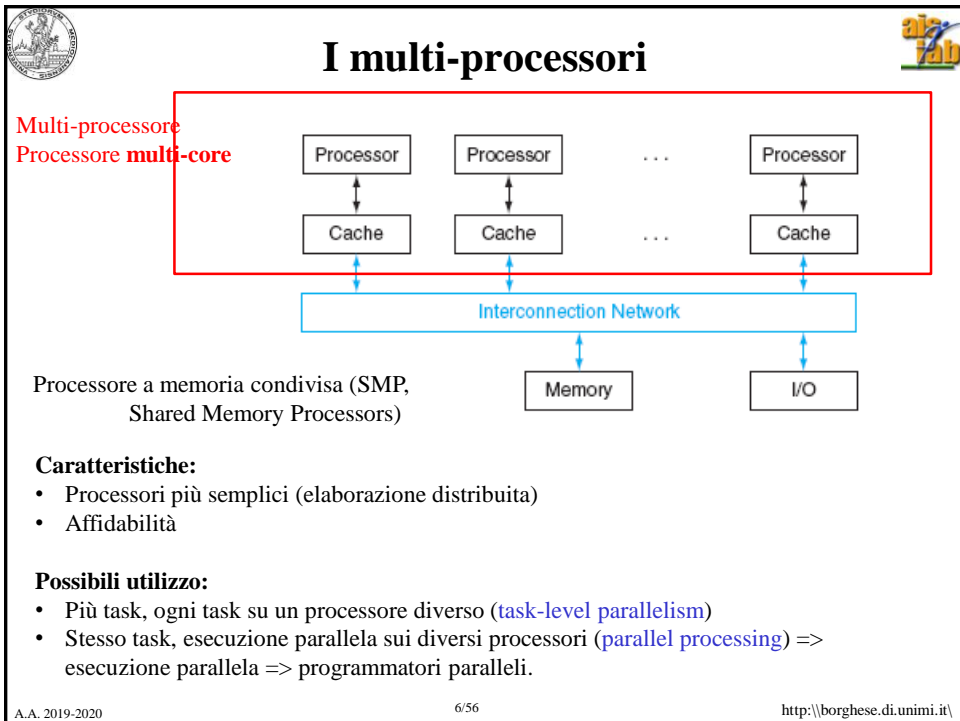 I multi-processori
Multi-processore
Processore multi-core
Processor Processor . . . Processor
Cache Cache . . . Cache
Interconnection Network
Memory I/O
Processore a memoria condivisa (SMP,
Shared Memory Processors)
Caratteristiche:
• Processori più semplici (elaborazione distribuita)
• Affidabilità
Possibili utilizzo:
• Più task, ogni task su un processore diverso (task-level parallelism)
• Stesso task, esecuzione parallela sui diversi processori (parallel processing) =>
esecuzione parallela => programmatori paralleli.
A.A. 2019-2020 6/56 http:\\borghese.di.unimi.it\